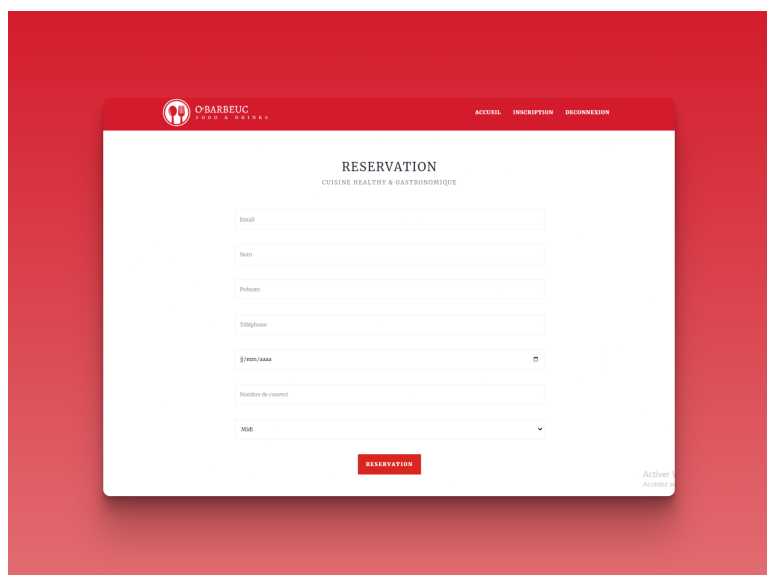 O'BARBEUC
FOOD & DRINKS
ACCUEIL INSCRIPTION DECONNEXION
RESERVATION
CUISINE HEALTHY & GASTRONOMIQUE
Email
Nom
Prénom
Téléphone
jj/mm/aaaa
Nombre de couvert
Midi
RESERVATION
Activer
Accédez